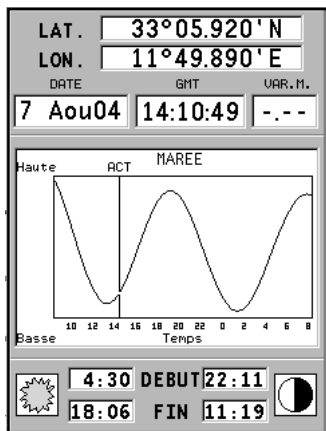 LAT. 33°05.920'N
LON. 11°49.890'E
DATE GMT VAR.M.
7 Aou04 14:10:49 -.--
Haute ACT MAREE
10 12 14 16 18 20 22 0 2 4 6 8
Basse Temps
4:30 DEBUT 22:11
18:06 FIN 11:19